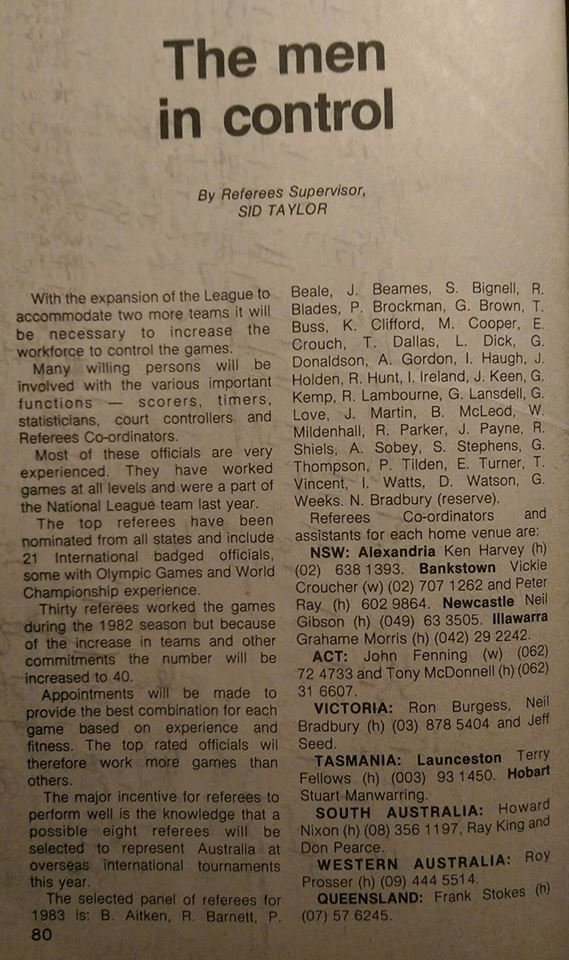 The men
in control
By Referees Supervisor,
SID TAYLOR
With the expansion of the League to
accommodate two more teams it will
be necessary to increase the
workforce to control the games.
Many willing persons will be
involved with the various important
functions — scorers, timers,
statisticians, court controllers and
Referees Co-ordinators.
Most of these officials are very
experienced. They have worked
games at all levels and were a part of
the National League team last year.
The top referees have been
nominated from all states and include
21 International badged officials,
some with Olympic Games and World
Championship experience.
Thirty referees worked the games
during the 1982 season but because
of the increase in teams and other
commitments the number will be
increased to 40.
Appointments will be made to
provide the best combination for each
game based on experience and
fitness. The top rated officials wil
therefore work more games than
others.
The major incentive for referees to
perform well is the knowledge that a
possible eight referees will be
selected to represent Australia at
overseas international tournaments
this year.
The selected panel of referees for
1983 is: B. Aitken, R. Barnett, P.
80
Beale, J. Beames, S. Bignell, R.
Blades, P. Brockman, G. Brown, T.
Buss, K. Clifford, M. Cooper, E.
Crouch, T. Dallas, L. Dick, G.
Donaldson, A. Gordon, I. Haugh, J.
Holden, R. Hunt, I. Ireland, J. Keen, G.
Kemp, R. Lambourne, G. Lansdell, G.
Love, J. Martin, B. McLeod, W.
Mildenhall, R. Parker, J. Payne, R.
Shiels, A. Sobey, S. Stephens, G.
Thompson, P. Tilden, E. Turner, T.
Vincent, I. Watts, D. Watson, G.
Weeks. N. Bradbury (reserve).
Referees Co-ordinators and
assistants for each home venue are:
NSW: Alexandria Ken Harvey (h)
(02) 638 1393. Bankstown Vickie
Croucher (w) (02) 707 1262 and Peter
Ray (h) 602 9864. Newcastle Neil
Gibson (h) (049) 63 3505. Illawarra
Grahame Morris (h) (042) 29 2242.
ACT: John Fenning (w) (062)
72 4733 and Tony McDonell (h) (062)
31 6607.
VICTORIA: Ron Burgess, Neil
Bradbury (h) (03) 878 5404 and Jeff
Seed.
TASMANIA: Launceston Terry
Fellows (h) (003) 93 1450. Hobart
Stuart Manwarring.
SOUTH AUSTRALIA: Howard
Nixon (h) (08) 356 1197, Ray King and
Don Pearce.
WESTERN AUSTRALIA: Roy
Prosser (h) (09) 444 5514.
QUEENSLAND: Frank Stokes (h)
(07) 57 6245.